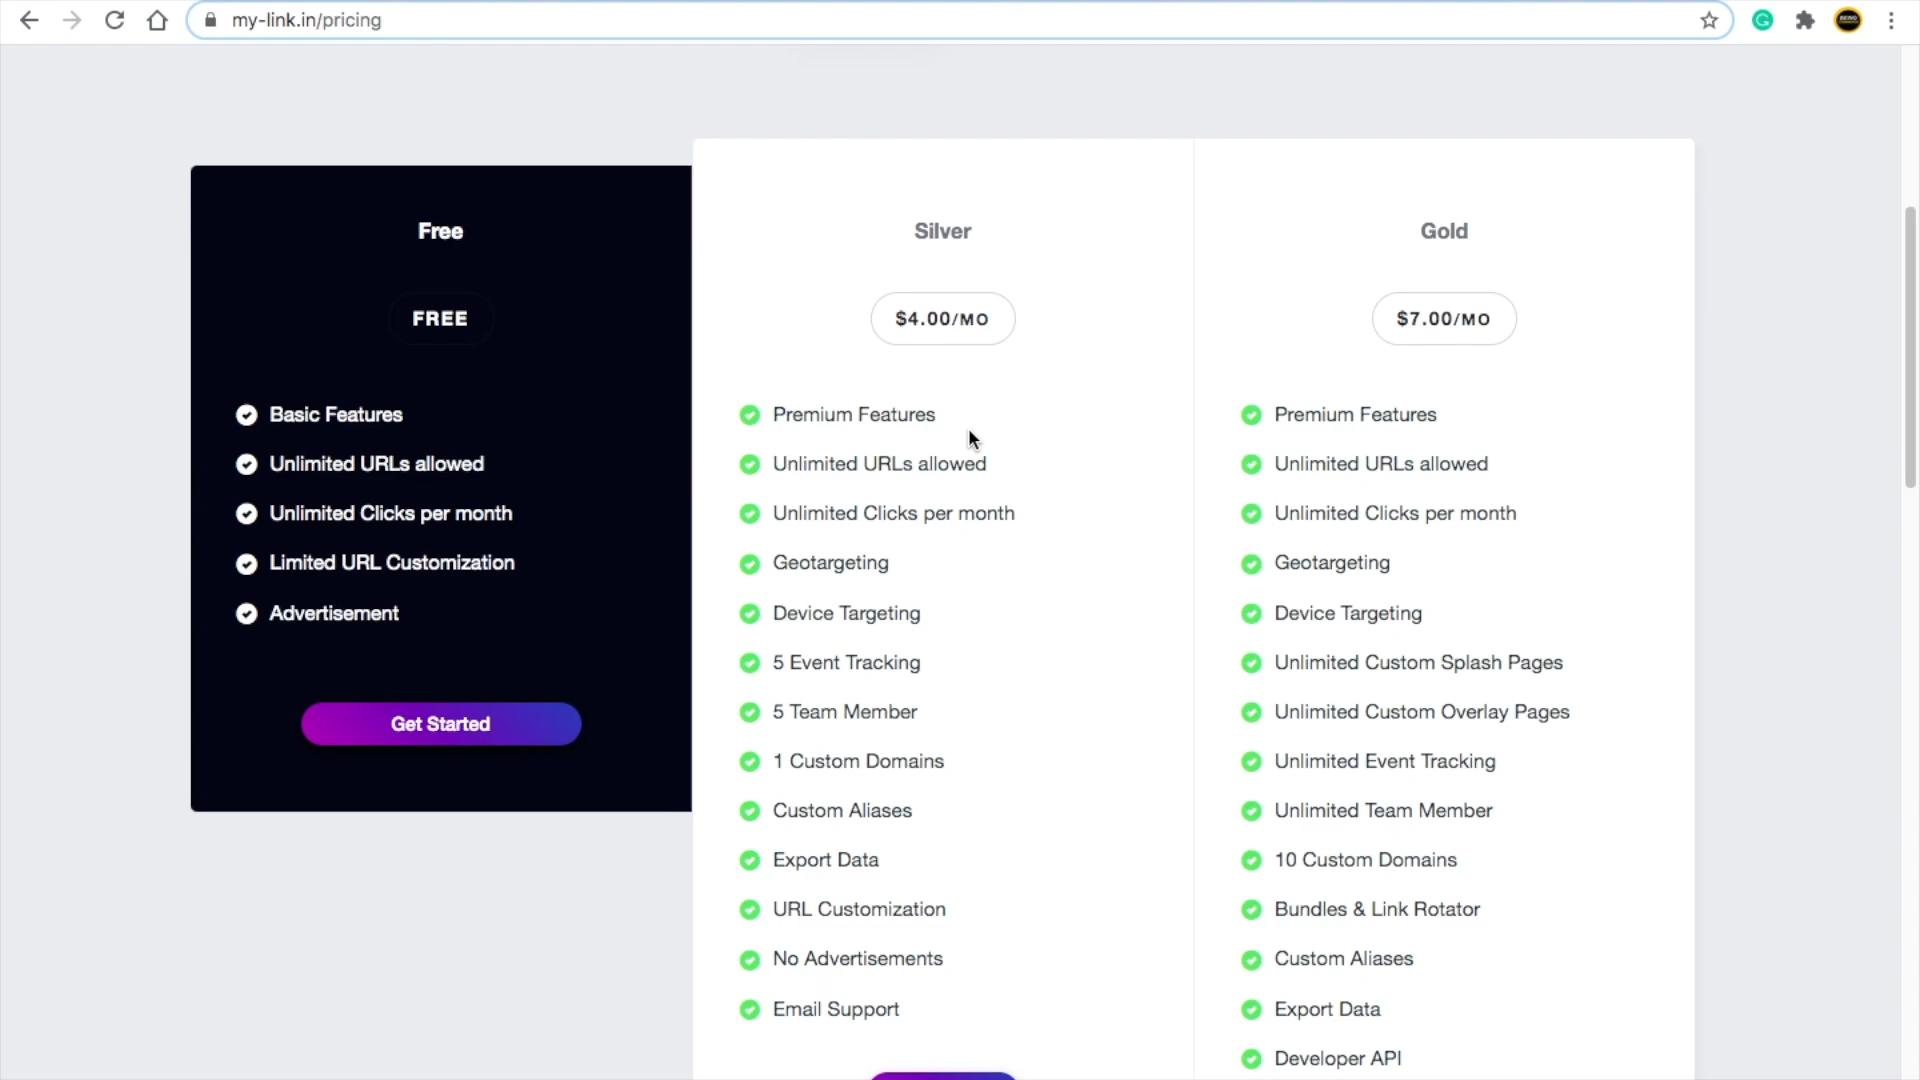 my-link.in/pricing
Free
FREE
Basic Features
Unlimited URLs allowed
Unlimited Clicks per month
Limited URL Customization
Advertisement
Get Started
Silver
$4.00/MO
Premium Features
Unlimited URLs allowed
Unlimited Clicks per month
Geotargeting
Device Targeting
5 Event Tracking
5 Team Member
1 Custom Domains
Custom Aliases
Export Data
URL Customization
No Advertisements
Email Support
Gold
$7.00/MO
Premium Features
Unlimited URLs allowed
Unlimited Clicks per month
Geotargeting
Device Targeting
Unlimited Custom Splash Pages
Unlimited Custom Overlay Pages
Unlimited Event Tracking
Unlimited Team Member
10 Custom Domains
Bundles & Link Rotator
Custom Aliases
Export Data
Developer API